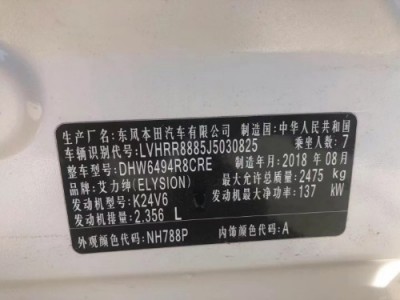 生产厂名:东风本田汽车有限公司 制造国:中华人民共和国
车辆识别代号:LVHRR8885J5030825 乘坐人数:7
整车型号:DHW6494R8CRE 制造年月:2018 年 08月
品牌:艾力绅(ELYSION) 最大允许总质量:2475 kg
发动机型号:K24V6 发动机最大净功率:137 kW
发动机排量:2.356 L
外观颜色代码:NH788P 内饰颜色代码:A